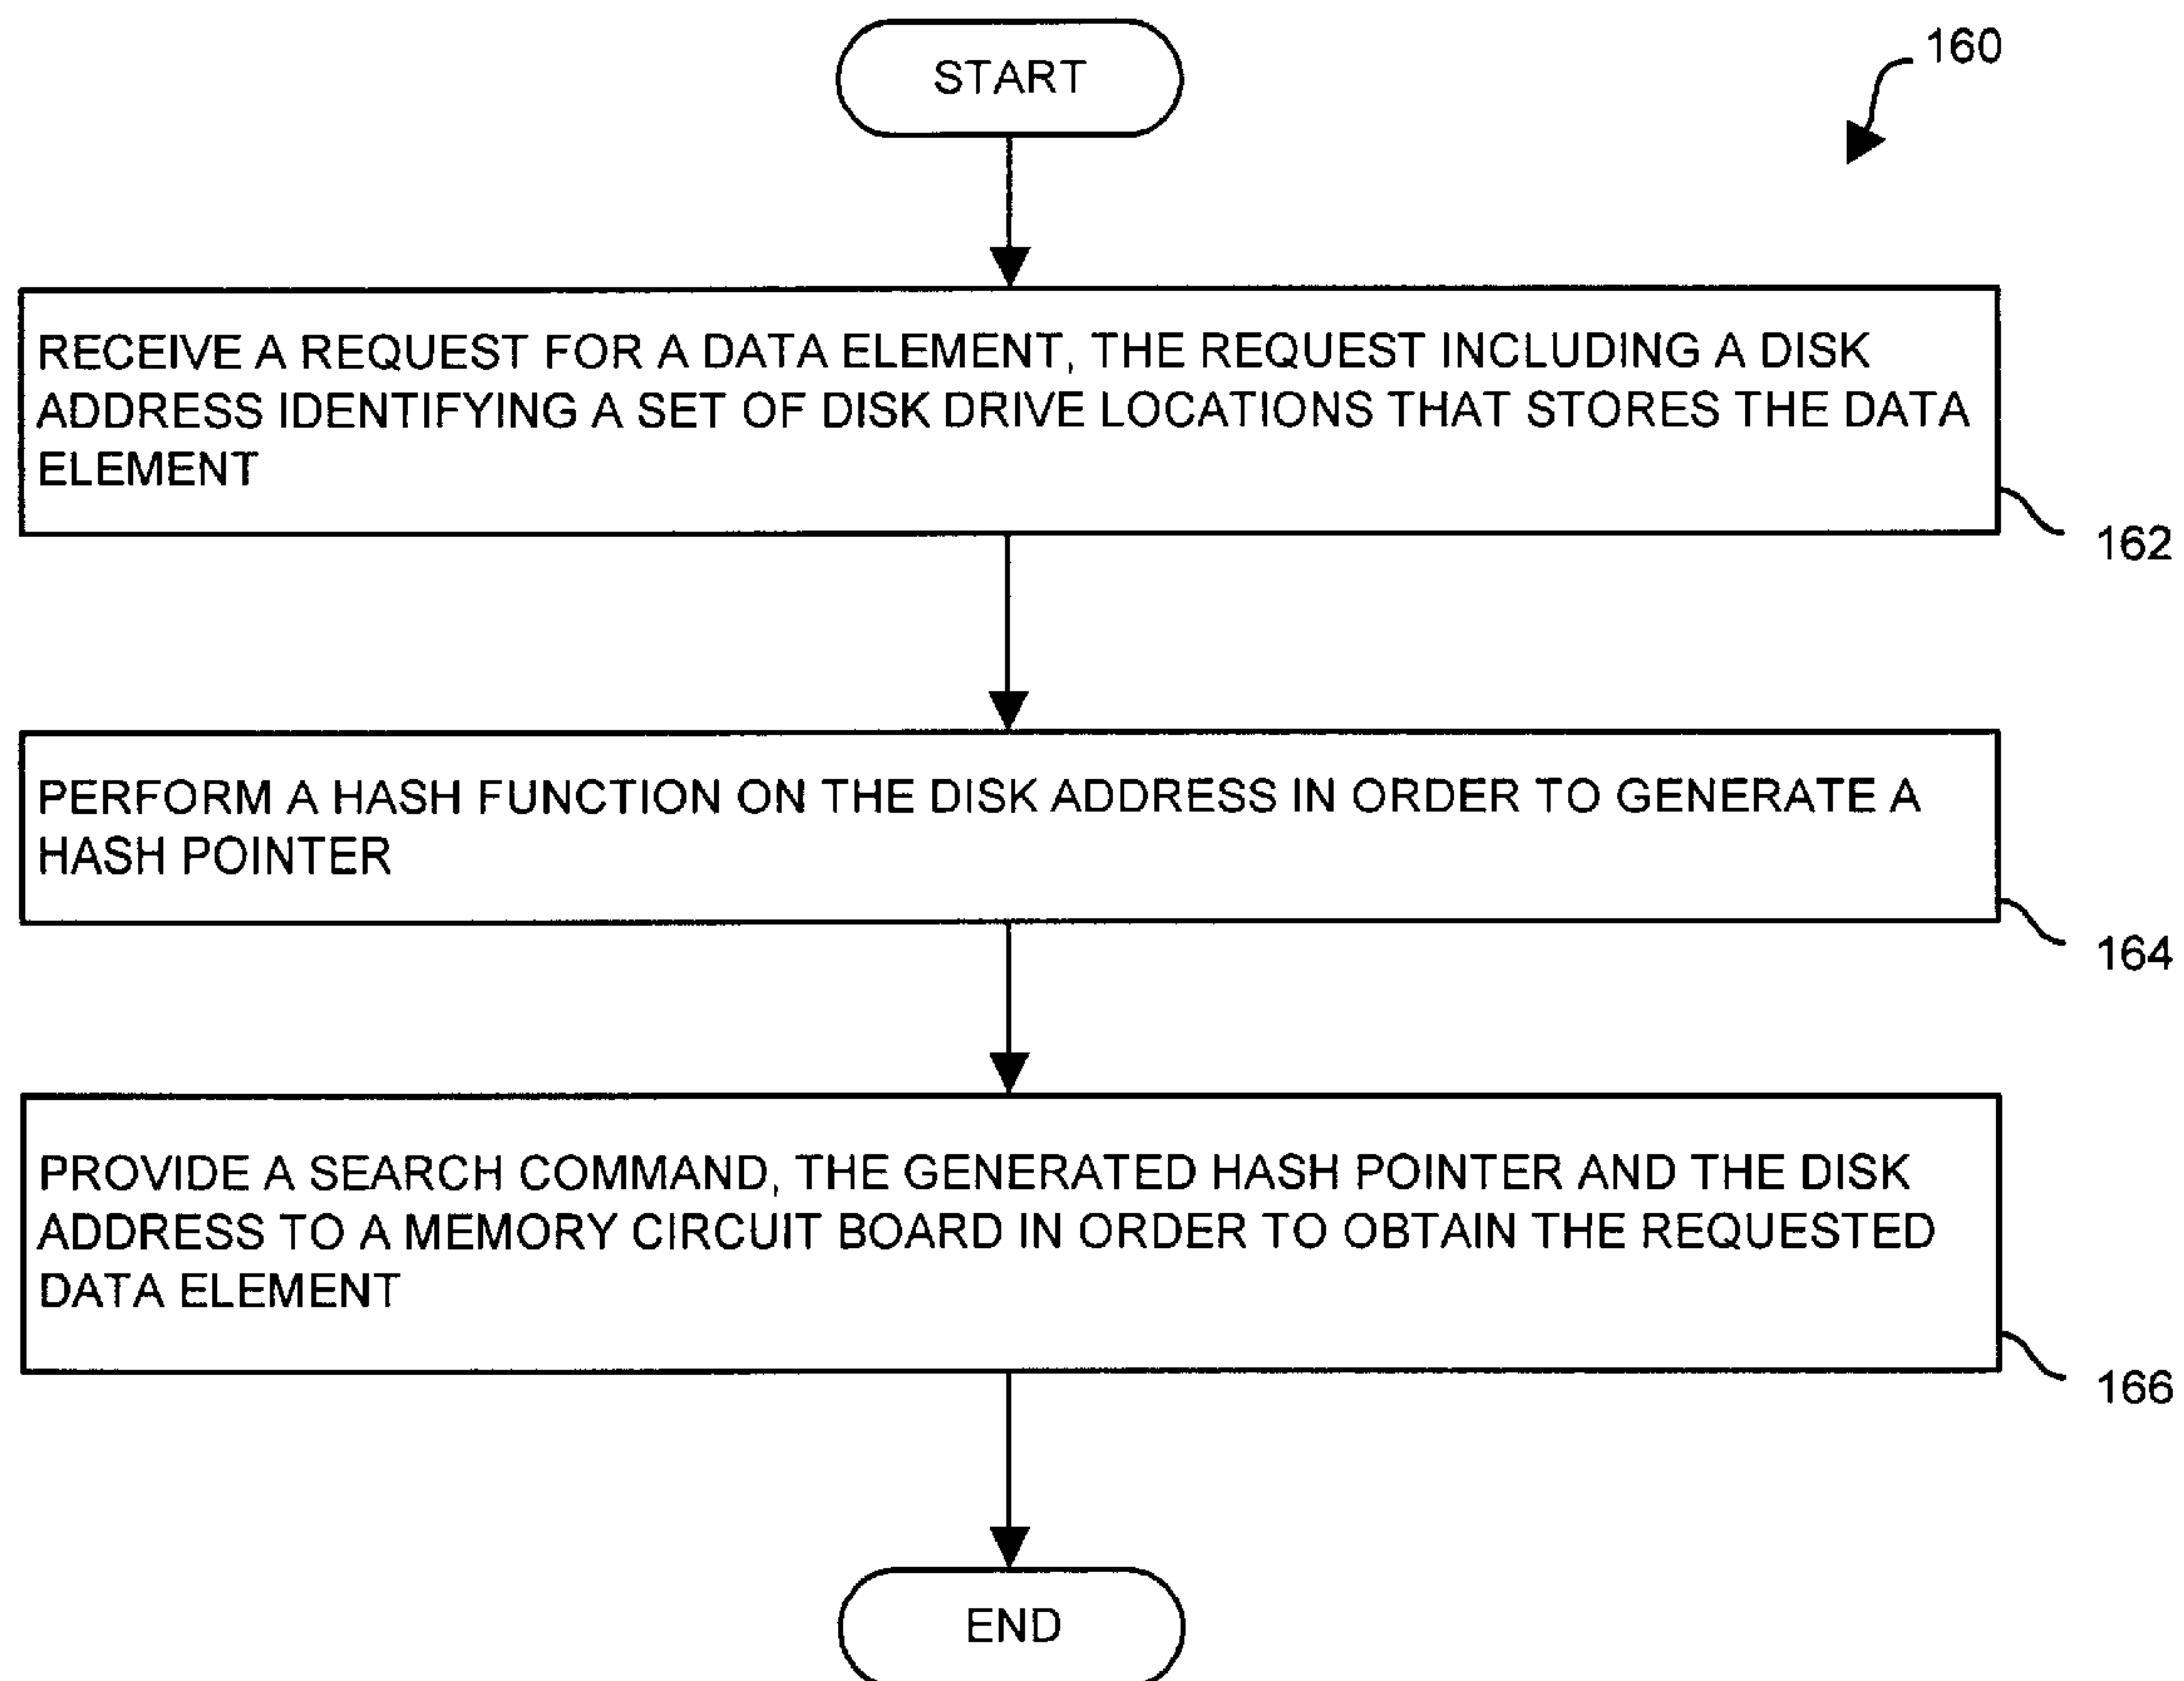 START
160
RECEIVE A REQUEST FOR A DATA ELEMENT, THE REQUEST INCLUDING A DISK
ADDRESS IDENTIFYING A SET OF DISK DRIVE LOCATIONS THAT STORES THE DATA
ELEMENT
162
PERFORM A HASH FUNCTION ON THE DISK ADDRESS IN ORDER TO GENERATE A
HASH POINTER
164
PROVIDE A SEARCH COMMAND, THE GENERATED HASH POINTER AND THE DISK
ADDRESS TO A MEMORY CIRCUIT BOARD IN ORDER TO OBTAIN THE REQUESTED
DATA ELEMENT
166
END